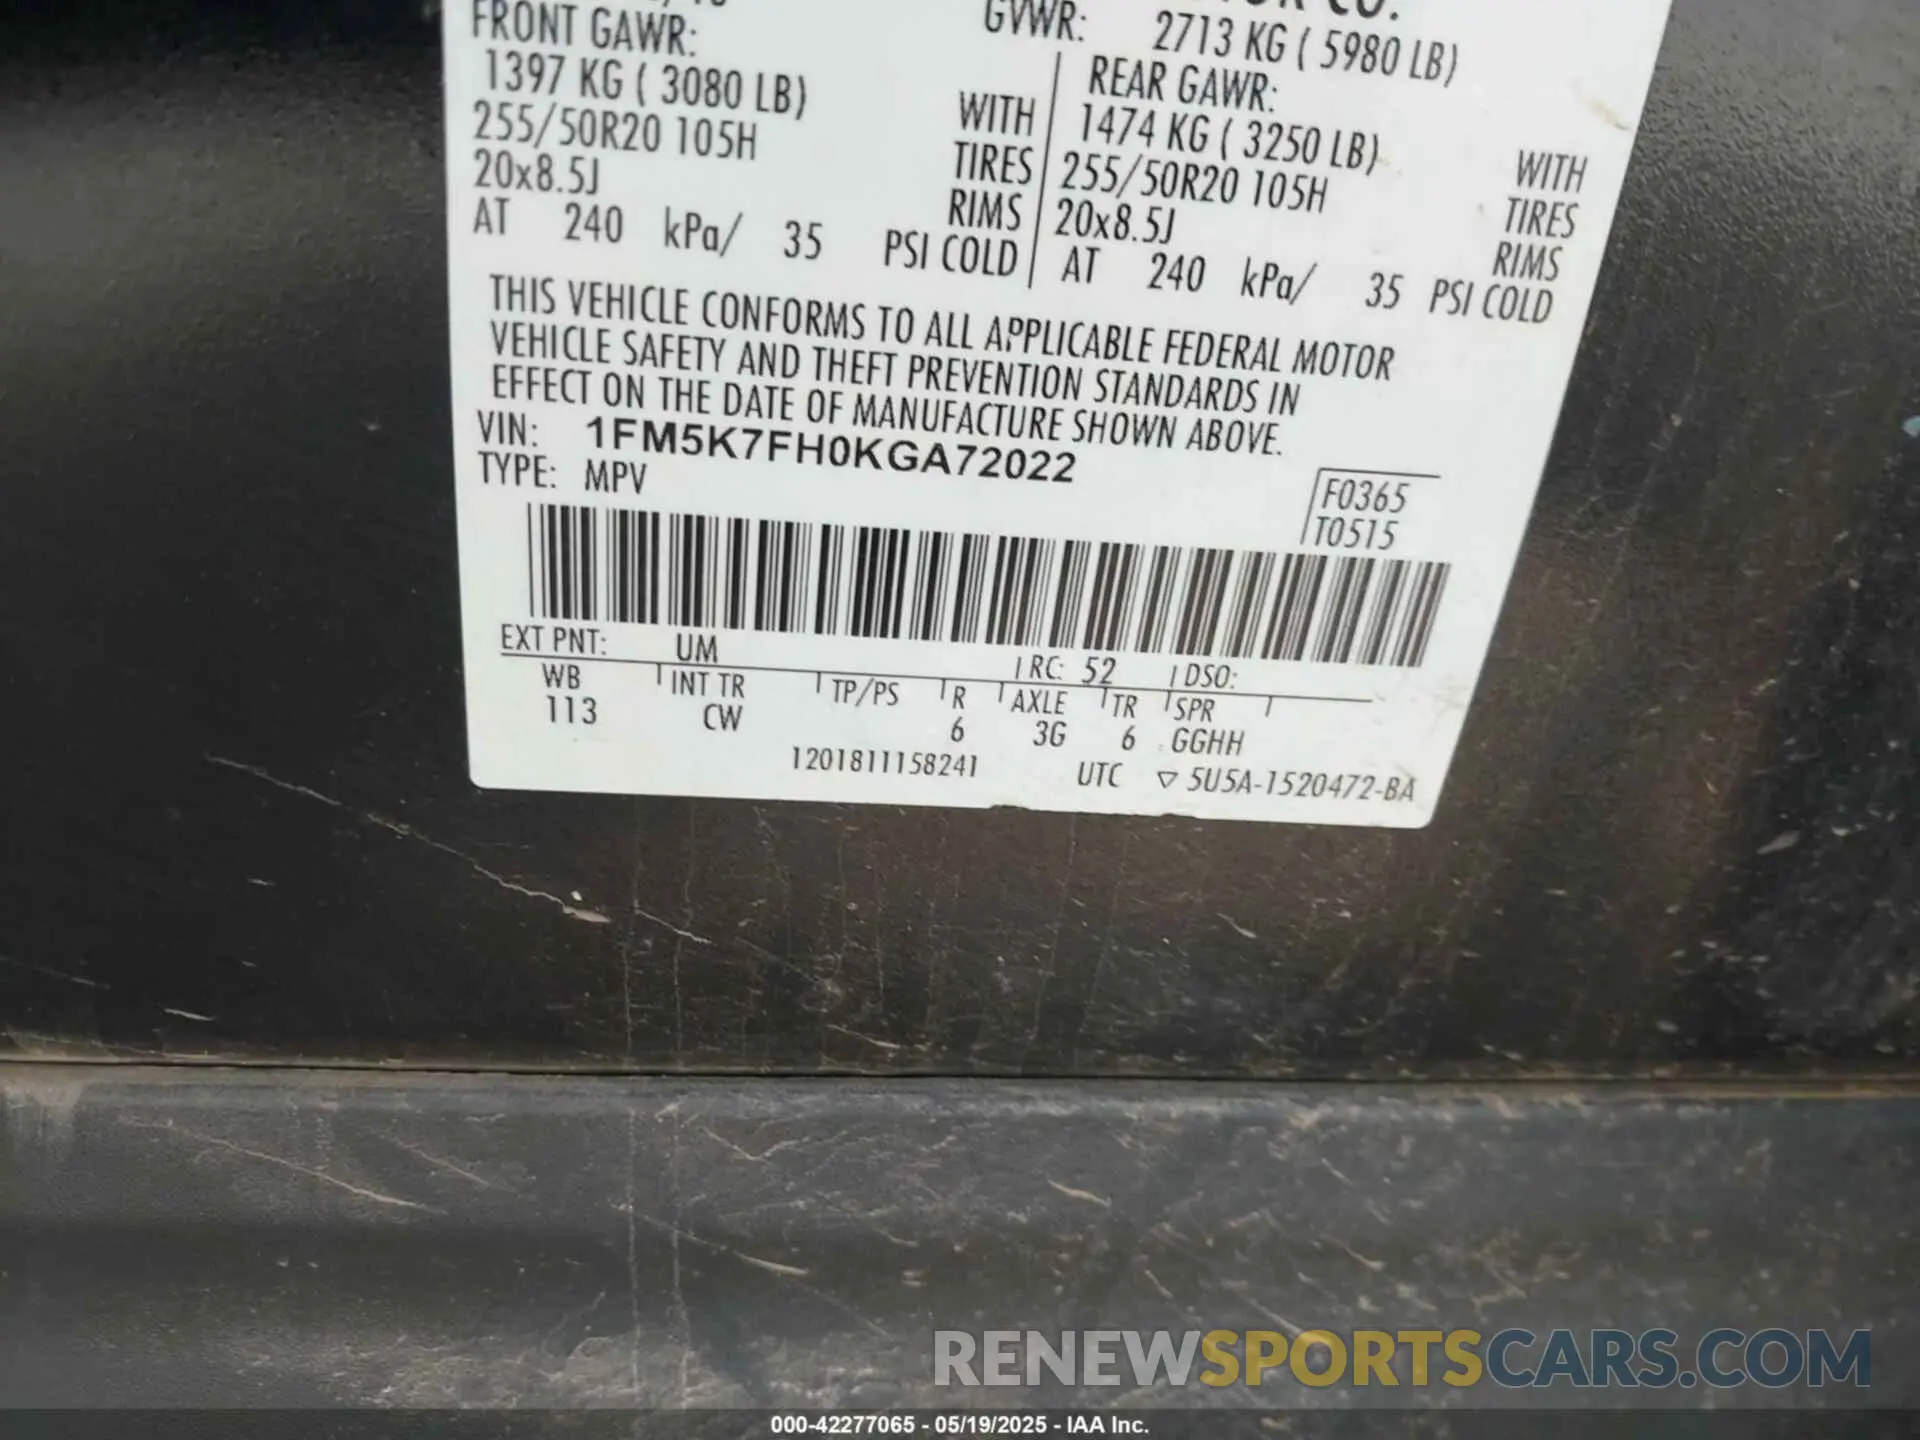 FRONT GAWR:
1397 KG ( 3080 LB)
255/50R20 105H
20x8.5J
AT 240 kPa/ 35 PSI COLD
WITH
TIRES
RIMS
CO.
GVWR: 2713 KG ( 5980 LB)
REAR GAWR:
1474 KG ( 3250 LB)
255/50R20 105H
20x8.5J
AT 240 kPa/ 35 PSI COLD
WITH
TIRES
RIMS
THIS VEHICLE CONFORMS TO ALL APPLICABLE FEDERAL MOTOR
VEHICLE SAFETY AND THEFT PREVENTION STANDARDS IN
EFFECT ON THE DATE OF MANUFACTURE SHOWN ABOVE.
VIN: 1FM5K7FH0KGA72022
TYPE: MPV
F0365
T0515
EXT PNT: UM RC: 52 DSO:
WB INT TR TP/PS R AXLE TR SPR
113 CW 6 3G 6 GGHH
1201811158241 UTC ▽ 5U5A-1520472-BA
RENEWSPORTSCARS.COM
000-42277065 - 05/19/2025 - IAA Inc.